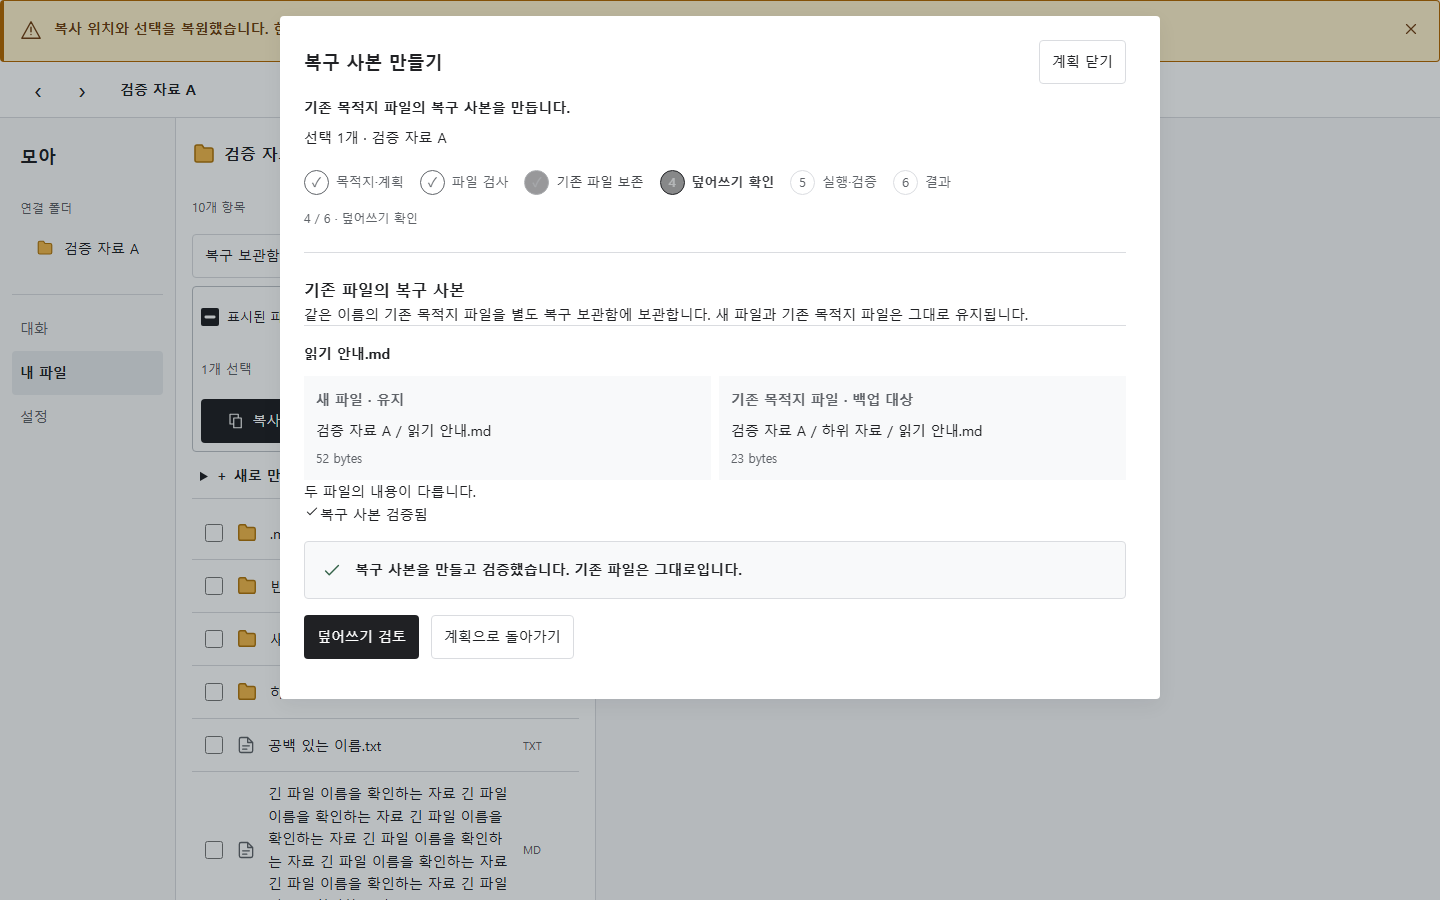 복사 위치와 선택을 복원했습니다.
검증 자료 A
모아
연결 폴더
검증 자료 A
대화
내 파일
설정
검증
10개 항목
복구 보관함
표시된
1개 선택
복사
+ 새로
공백 있는 이름.txt
TXT
긴 파일 이름을 확인하는 자료 긴 파일
이름을 확인하는 자료 긴 파일 이름을
확인하는 자료 긴 파일 이름을 확인하
는 자료 긴 파일 이름을 확인하는 자료
긴 파일 이름을 확인하는 자료 긴 파일
MD
복구 사본 만들기
계획 닫기
기존 목적지 파일의 복구 사본을 만듭니다.
선택 1개 · 검증 자료 A
목적지·계획
파일 검사
기존 파일 보존
4 덮어쓰기 확인
5 실행·검증
6 결과
4 / 6 · 덮어쓰기 확인
기존 파일의 복구 사본
같은 이름의 기존 목적지 파일을 별도 복구 보관함에 보관합니다. 새 파일과 기존 목적지 파일은 그대로 유지됩니다.
읽기 안내.md
새 파일 · 유지
검증 자료 A / 읽기 안내.md
52 bytes
기존 목적지 파일 · 백업 대상
검증 자료 A / 하위 자료 / 읽기 안내.md
23 bytes
두 파일의 내용이 다릅니다.
복구 사본 검증됨
복구 사본을 만들고 검증했습니다. 기존 파일은 그대로입니다.
덮어쓰기 검토
계획으로 돌아가기